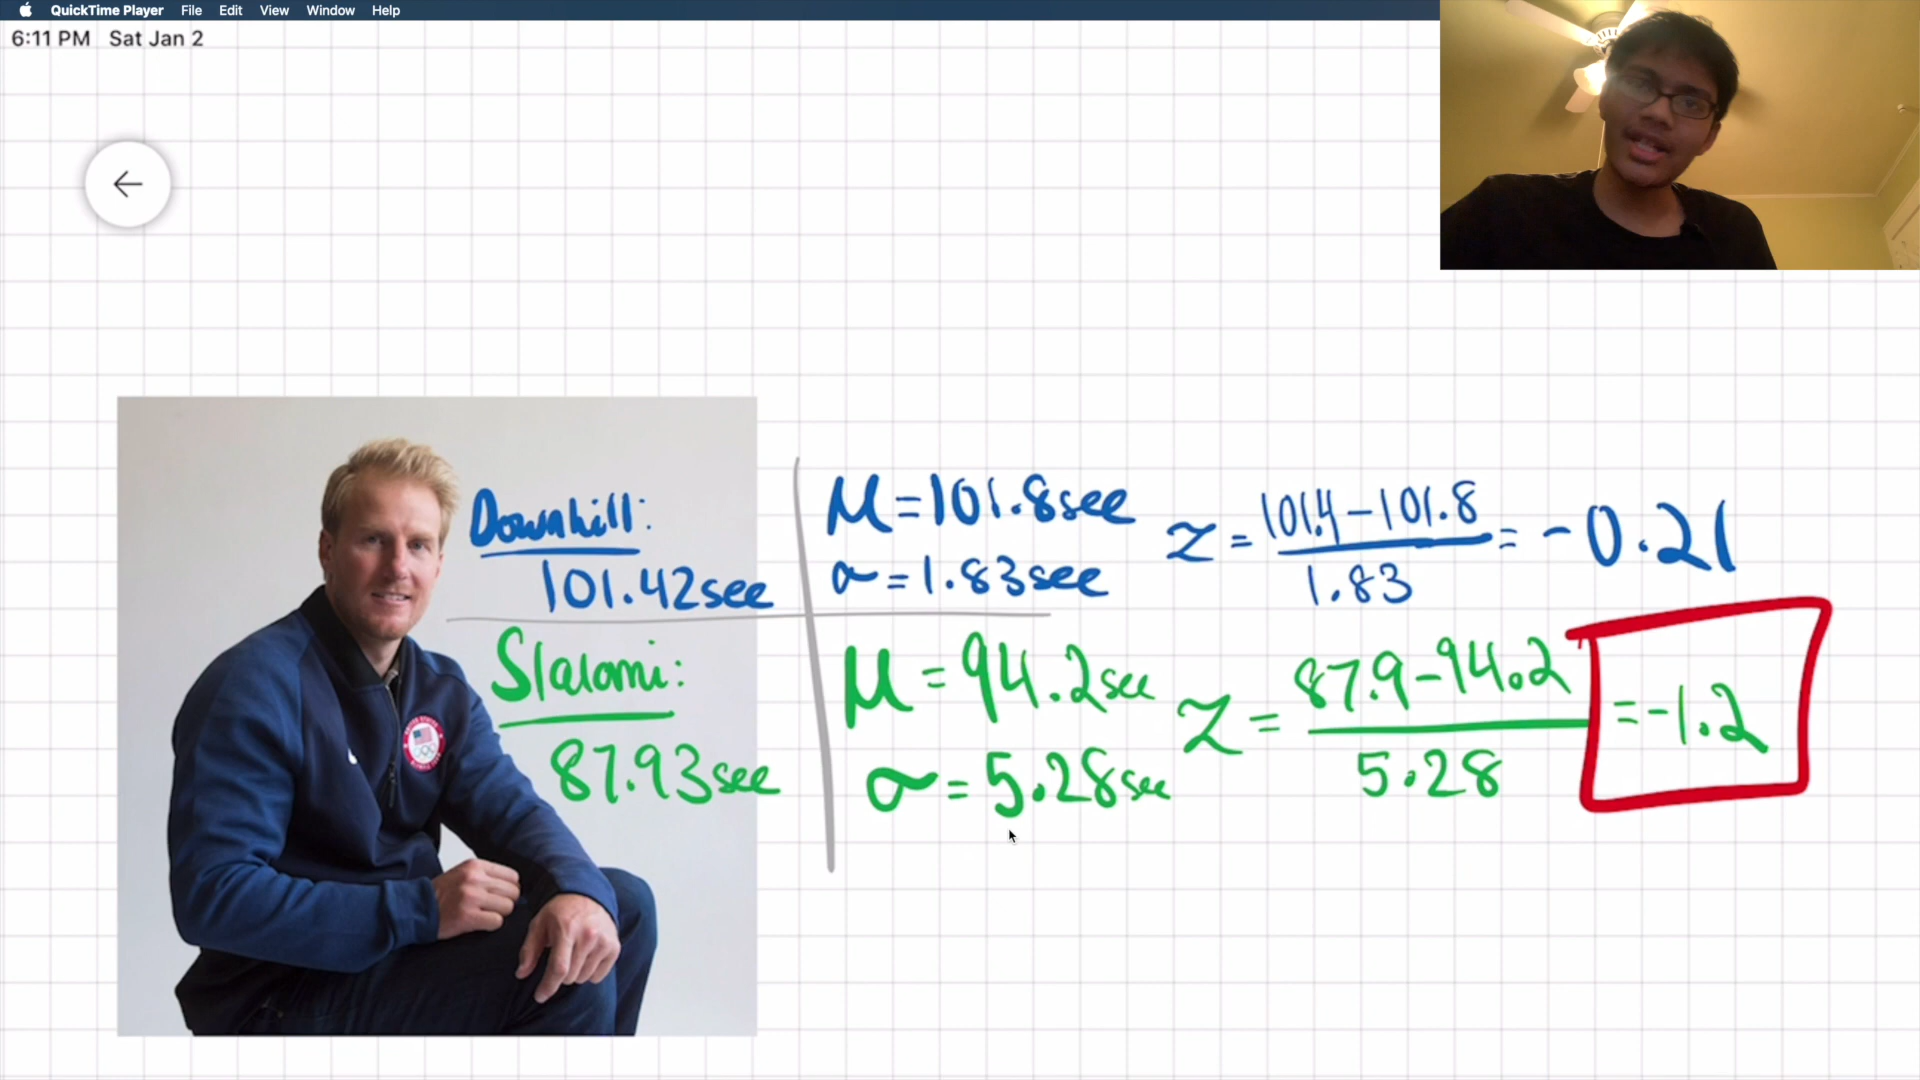 QuickTime Player File Edit View Window Help
6:11 PM Sat Jan 2
Downhill:
101.42sec
μ = 101.8sec
σ = 1.83sec
z = 101.4 - 101.8 / 1.83 = -0.21
Slalom:
87.93sec
μ = 94.2sec
σ = 5.28sec
z = 87.9 - 94.2 / 5.28 = -1.2